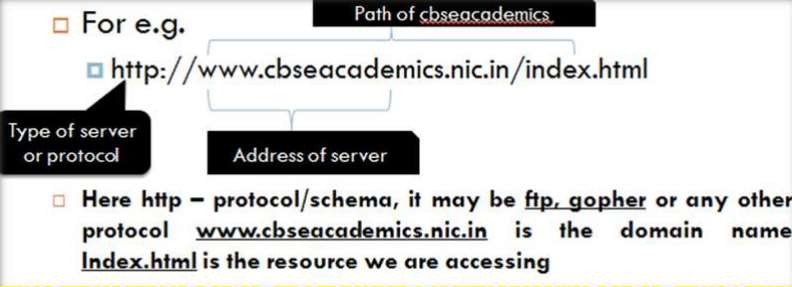 Path of cbseacademics
For e.g.
http://www.cbseacademics.nic.in/index.html
Type of server
or protocol
Address of server
Here http – protocol/schema, it may be ftp, gopher or any other
protocol www.cbseacademics.nic.in is the domain name
Index.html is the resource we are accessing